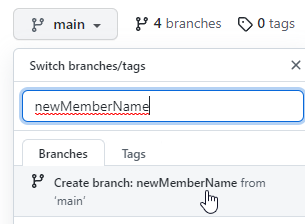 main 4 branches 0 tags
Switch branches/tags
newMemberName
Branches Tags
Create branch: newMemberName from
'main'